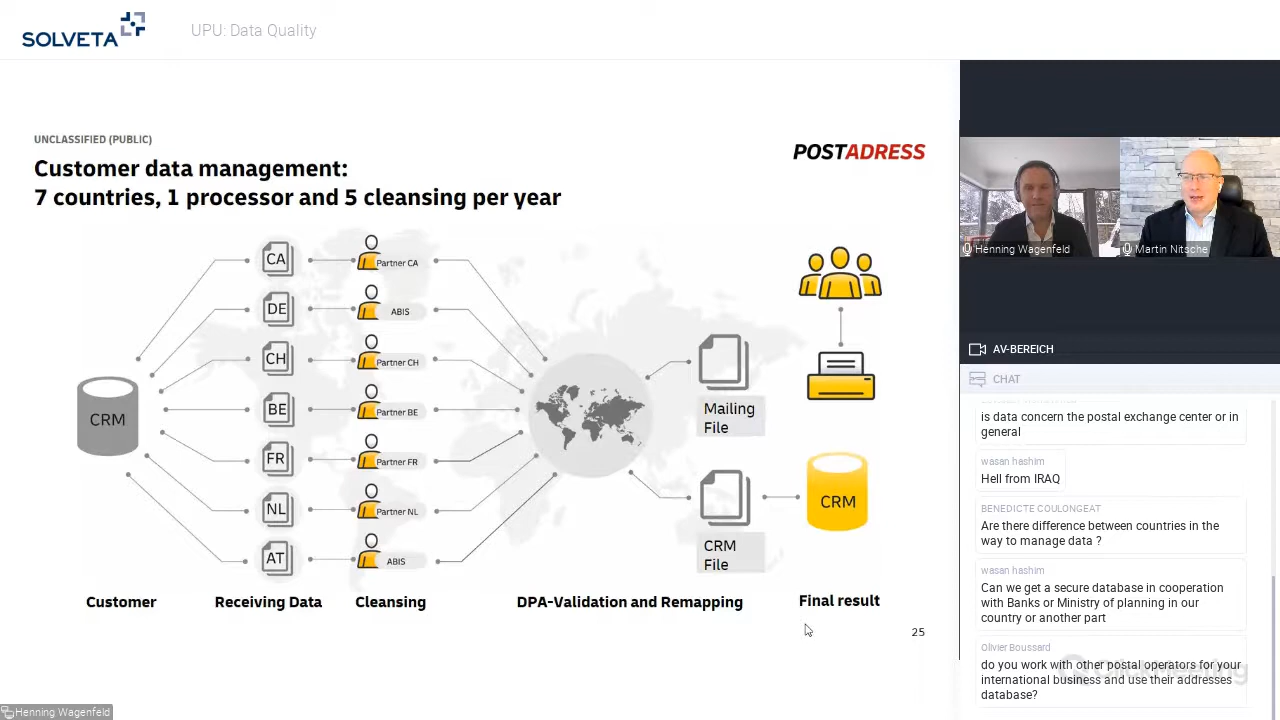 SOLVETA
UPU: Data Quality
UNCLASSIFIED (PUBLIC)
Customer data management:
7 countries, 1 processor and 5 cleansing per year
POSTADRESS
CRM
CA
DE
CH
BE
FR
NL
AT
Partner CA
ABIS
Partner CH
Partner BE
Partner FR
Partner NL
ABIS
Mailing
File
CRM
File
CRM
Customer
Receiving Data
Cleansing
DPA-Validation and Remapping
Final result
25
Henning Wagenfeld
Henning Wagenfeld
Martin Nitsche
AV-BEREICH
CHAT
is data concern the postal exchange center or in
general
wasan hashim
Hell from IRAQ
BENEDICTE COULONGEAT
Are there difference between countries in the
way to manage data ?
wasan hashim
Can we get a secure database in cooperation
with Banks or Ministry of planning in our
country or another part
Olivier Boussard
do you work with other postal operators for your
international business and use their addresses
database?
ClickMeeting